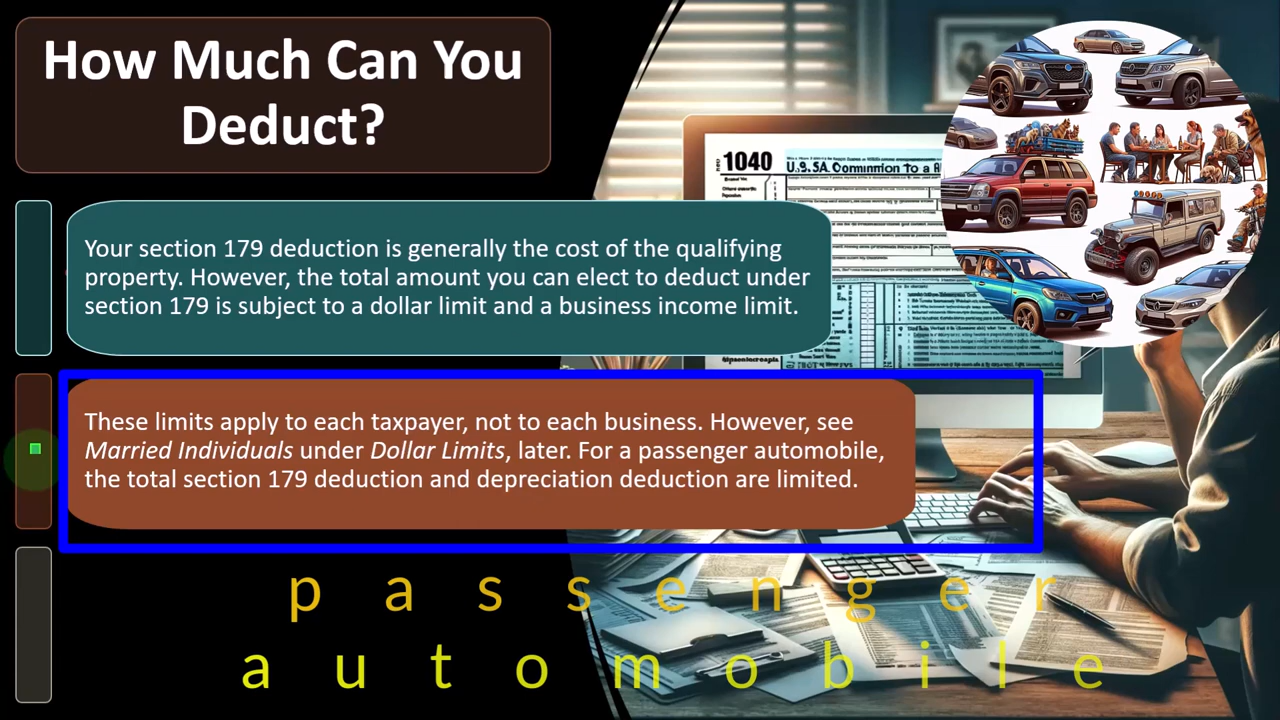 How Much Can You
Deduct?
1040
U.S.
Your section 179 deduction is generally the cost of the qualifying
property. However, the total amount you can elect to deduct under
section 179 is subject to a dollar limit and a business income limit.
These limits apply to each taxpayer, not to each business. However, see
Married Individuals under Dollar Limits, later. For a passenger automobile,
the total section 179 deduction and depreciation deduction are limited.
p a s s e n g e r
a u t o m o b i l e